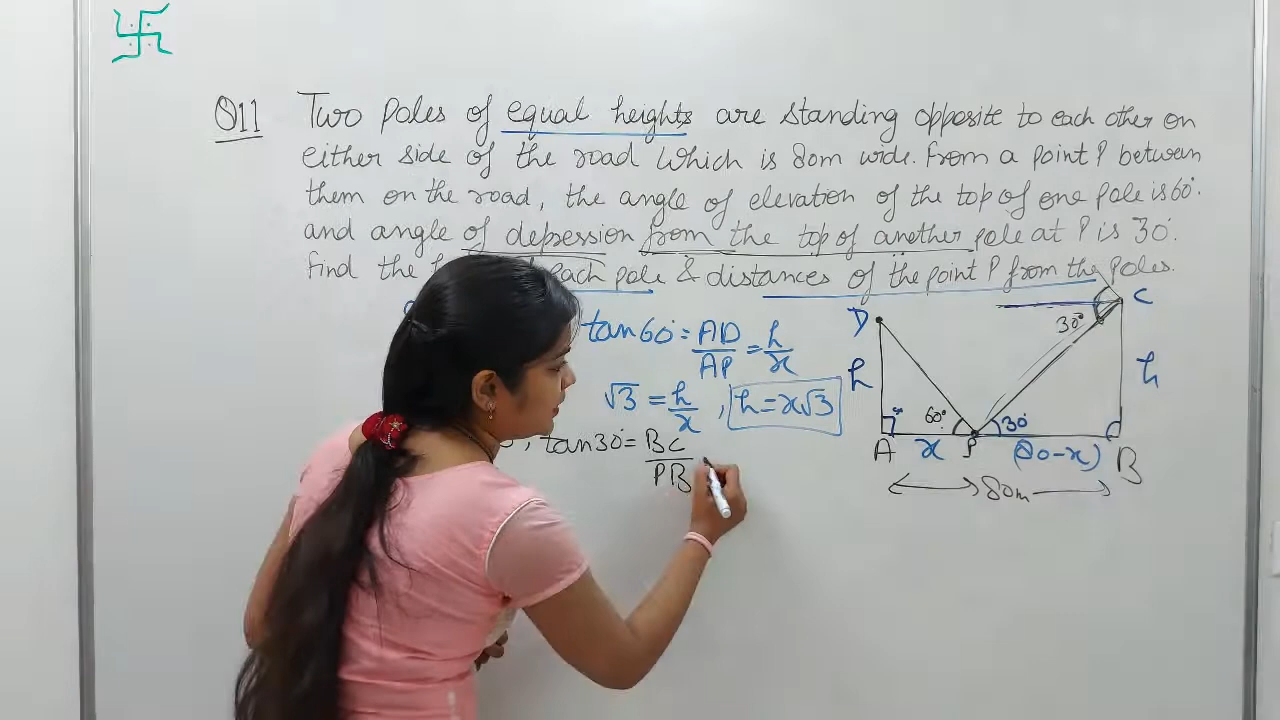 Q11 Two Poles of equal heights are standing opposite to each other on
either side of the road which is 80m wide. From a point P between
them on the road, the angle of elevation of the top of one pole is 60°.
and angle of depession from the top of another pole at P is 30°.
find the each pole & distances of the point P from the poles.
tan60° = AD/AP = h/x
√3 = h/x , h = x√3
, tan30° = BC/PB
D
C
30°
h
h
60°
30°
A
x
P
(80-x)
B
80m